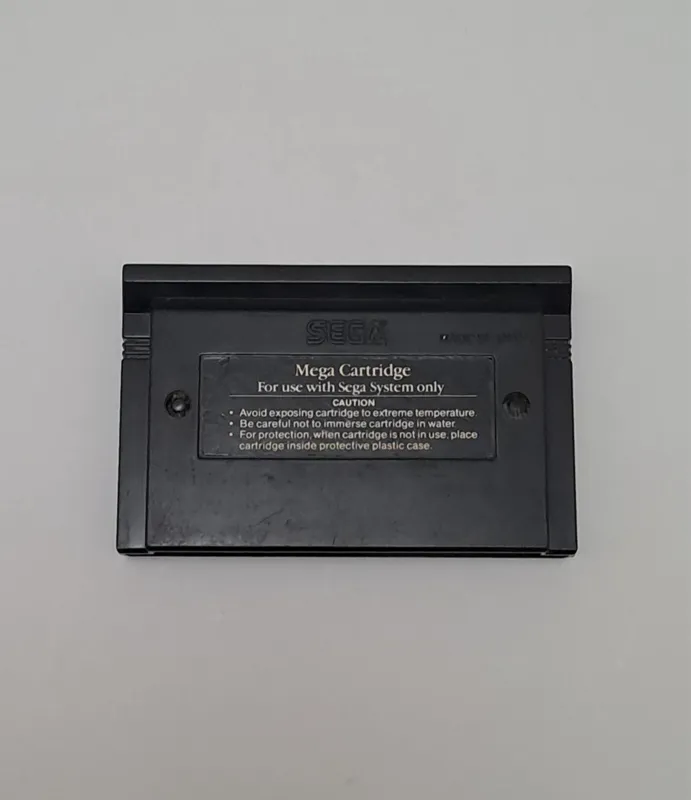 SEGA
Mega Cartridge
For use with Sega System only
CAUTION
• Avoid exposing cartridge to extreme temperature.
• Be careful not to immerse cartridge in water.
• For protection, when cartridge is not in use, place
cartridge inside protective plastic case.